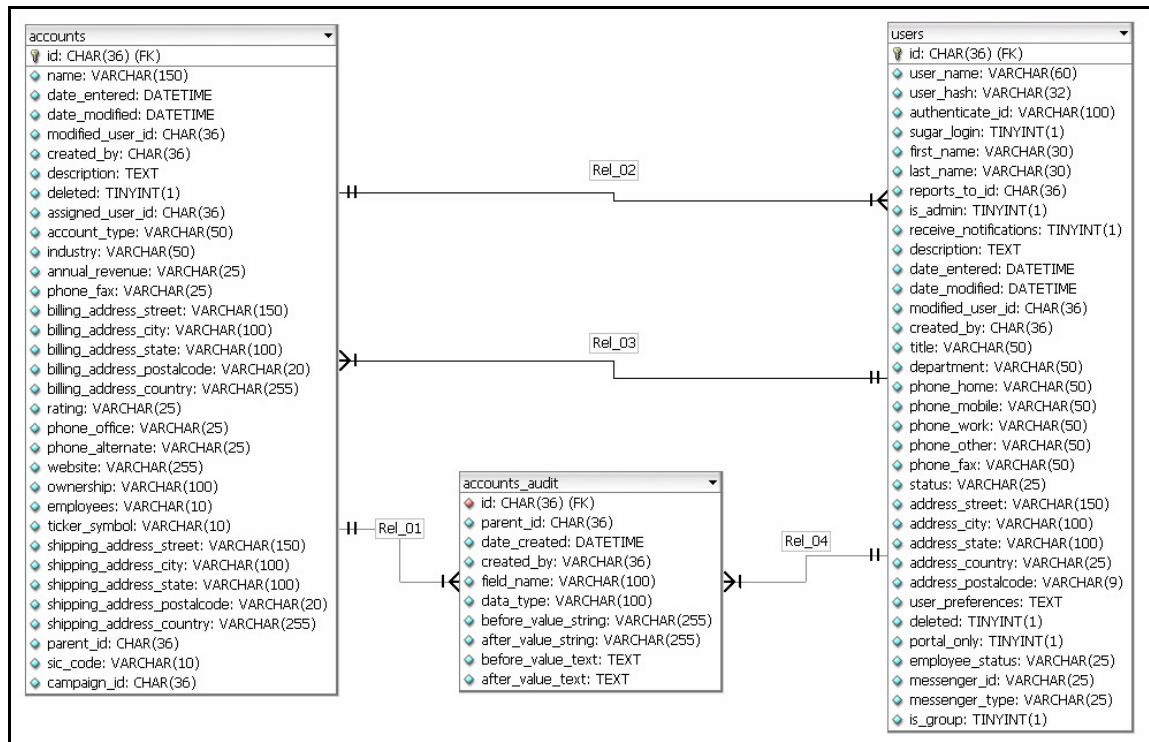 accounts
id: CHAR(36) (FK)
name: VARCHAR(150)
date_entered: DATETIME
date_modified: DATETIME
modified_user_id: CHAR(36)
created_by: CHAR(36)
description: TEXT
deleted: TINYINT(1)
assigned_user_id: CHAR(36)
account_type: VARCHAR(50)
industry: VARCHAR(50)
annual_revenue: VARCHAR(25)
phone_fax: VARCHAR(25)
billing_address_street: VARCHAR(150)
billing_address_city: VARCHAR(100)
billing_address_state: VARCHAR(100)
billing_address_postalcode: VARCHAR(20)
billing_address_country: VARCHAR(255)
rating: VARCHAR(25)
phone_office: VARCHAR(25)
phone_alternate: VARCHAR(25)
website: VARCHAR(255)
ownership: VARCHAR(100)
employees: VARCHAR(10)
ticker_symbol: VARCHAR(10)
shipping_address_street: VARCHAR(150)
shipping_address_city: VARCHAR(100)
shipping_address_state: VARCHAR(100)
shipping_address_postalcode: VARCHAR(20)
shipping_address_country: VARCHAR(255)
parent_id: CHAR(36)
sic_code: VARCHAR(10)
campaign_id: CHAR(36)
Rel_02
Rel_03
Rel_01
accounts_audit
id: CHAR(36) (FK)
parent_id: CHAR(36)
date_created: DATETIME
created_by: VARCHAR(36)
field_name: VARCHAR(100)
data_type: VARCHAR(100)
before_value_string: VARCHAR(255)
after_value_string: VARCHAR(255)
before_value_text: TEXT
after_value_text: TEXT
Rel_04
users
id: CHAR(36) (FK)
user_name: VARCHAR(60)
user_hash: VARCHAR(32)
authenticate_id: VARCHAR(100)
sugar_login: TINYINT(1)
first_name: VARCHAR(30)
last_name: VARCHAR(30)
reports_to_id: CHAR(36)
is_admin: TINYINT(1)
receive_notifications: TINYINT(1)
description: TEXT
date_entered: DATETIME
date_modified: DATETIME
modified_user_id: CHAR(36)
created_by: CHAR(36)
title: VARCHAR(50)
department: VARCHAR(50)
phone_home: VARCHAR(50)
phone_mobile: VARCHAR(50)
phone_work: VARCHAR(50)
phone_other: VARCHAR(50)
phone_fax: VARCHAR(50)
status: VARCHAR(25)
address_street: VARCHAR(150)
address_city: VARCHAR(100)
address_state: VARCHAR(100)
address_country: VARCHAR(25)
address_postalcode: VARCHAR(9)
user_preferences: TEXT
deleted: TINYINT(1)
portal_only: TINYINT(1)
employee_status: VARCHAR(25)
messenger_id: VARCHAR(25)
messenger_type: VARCHAR(25)
is_group: TINYINT(1)